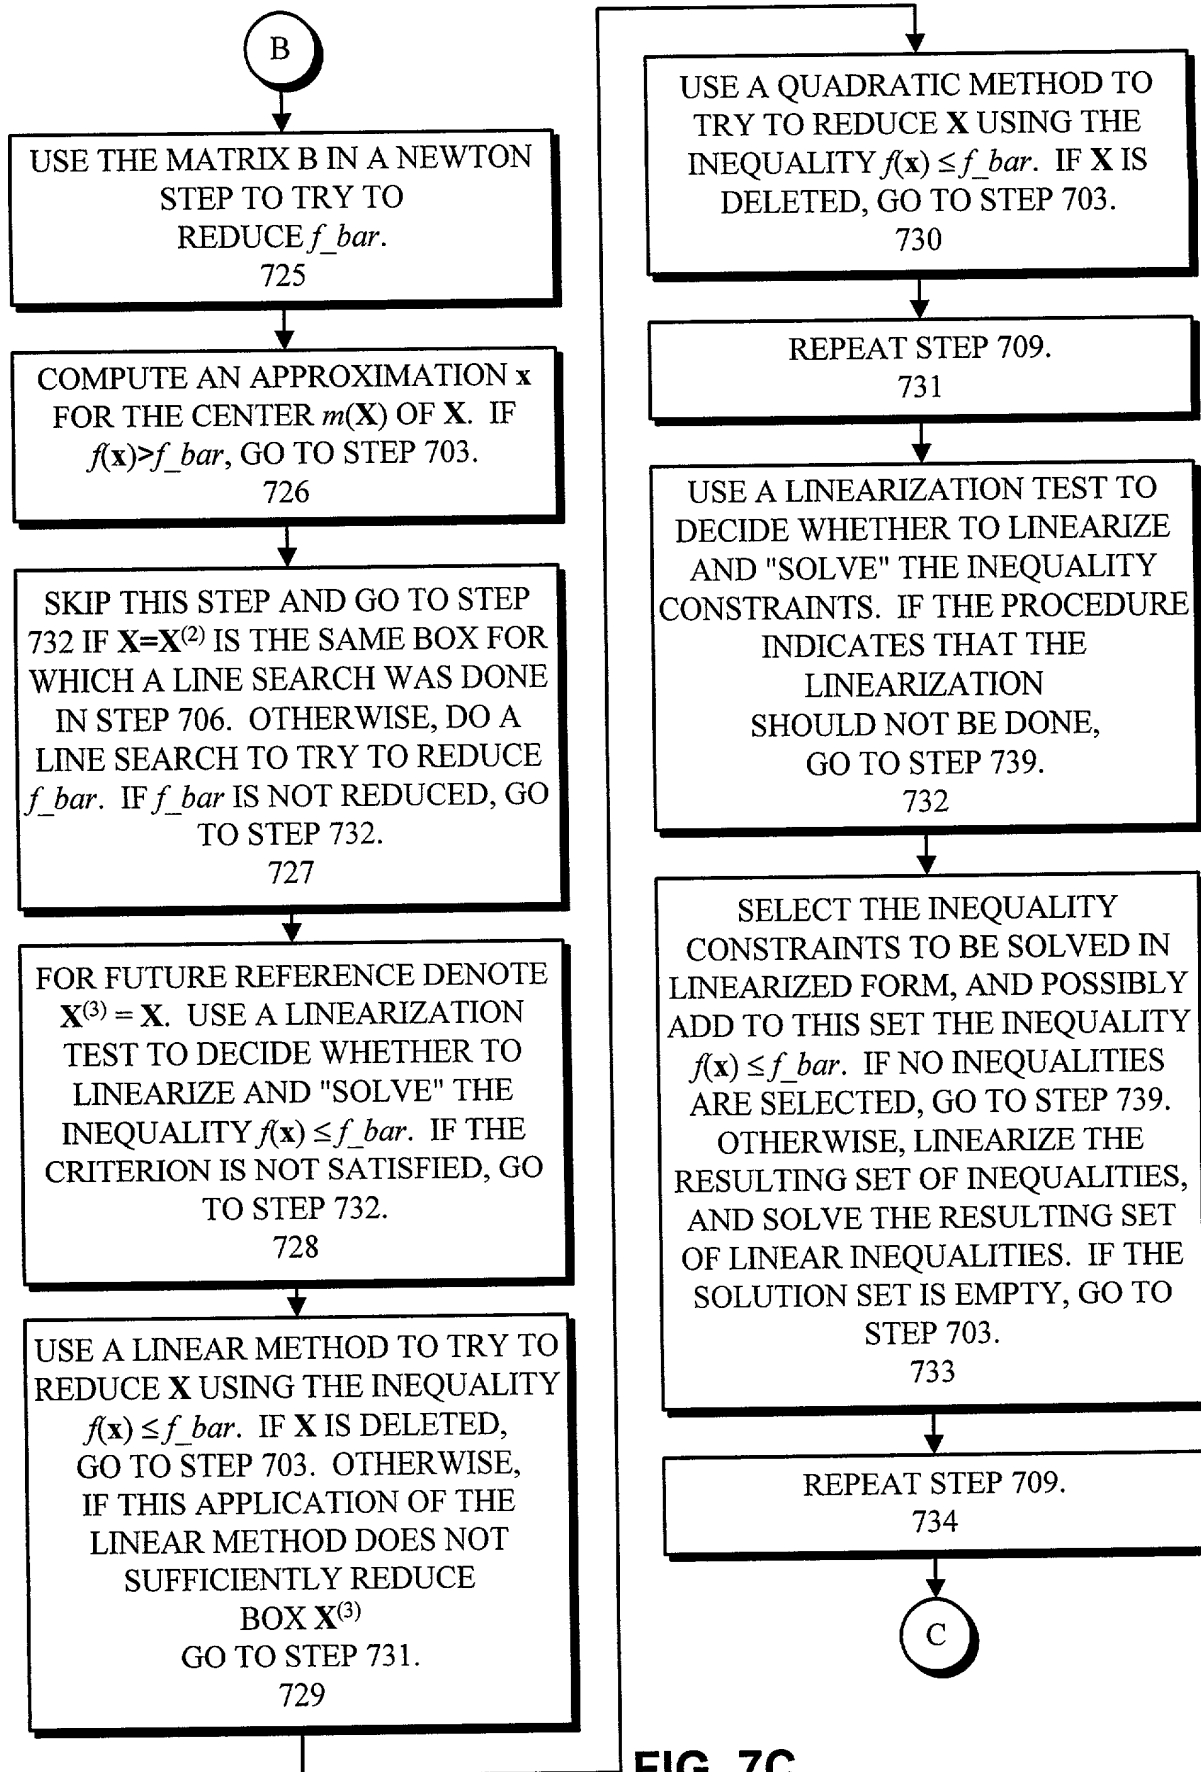 B
USE THE MATRIX B IN A NEWTON
STEP TO TRY TO
REDUCE f_bar.
725
COMPUTE AN APPROXIMATION x
FOR THE CENTER m(X) OF X. IF
f(x)>f_bar, GO TO STEP 703.
726
SKIP THIS STEP AND GO TO STEP
732 IF X=X(2) IS THE SAME BOX FOR
WHICH A LINE SEARCH WAS DONE
IN STEP 706. OTHERWISE, DO A
LINE SEARCH TO TRY TO REDUCE
f_bar. IF f_bar IS NOT REDUCED, GO
TO STEP 732.
727
FOR FUTURE REFERENCE DENOTE
X(3) = X. USE A LINEARIZATION
TEST TO DECIDE WHETHER TO
LINEARIZE AND "SOLVE" THE
INEQUALITY f(x) ≤ f_bar. IF THE
CRITERION IS NOT SATISFIED, GO
TO STEP 732.
728
USE A LINEAR METHOD TO TRY TO
REDUCE X USING THE INEQUALITY
f(x) ≤ f_bar. IF X IS DELETED,
GO TO STEP 703. OTHERWISE,
IF THIS APPLICATION OF THE
LINEAR METHOD DOES NOT
SUFFICIENTLY REDUCE
BOX X(3)
GO TO STEP 731.
729
USE A QUADRATIC METHOD TO
TRY TO REDUCE X USING THE
INEQUALITY f(x) ≤ f_bar. IF X IS
DELETED, GO TO STEP 703.
730
REPEAT STEP 709.
731
USE A LINEARIZATION TEST TO
DECIDE WHETHER TO LINEARIZE
AND "SOLVE" THE INEQUALITY
CONSTRAINTS. IF THE PROCEDURE
INDICATES THAT THE
LINEARIZATION
SHOULD NOT BE DONE,
GO TO STEP 739.
732
SELECT THE INEQUALITY
CONSTRAINTS TO BE SOLVED IN
LINEARIZED FORM, AND POSSIBLY
ADD TO THIS SET THE INEQUALITY
f(x) ≤ f_bar. IF NO INEQUALITIES
ARE SELECTED, GO TO STEP 739.
OTHERWISE, LINEARIZE THE
RESULTING SET OF INEQUALITIES,
AND SOLVE THE RESULTING SET
OF LINEAR INEQUALITIES. IF THE
SOLUTION SET IS EMPTY, GO TO
STEP 703.
733
REPEAT STEP 709.
734
C
FIG. 7C